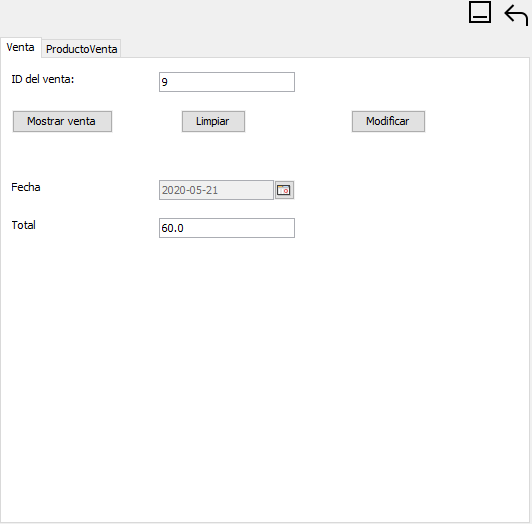 Venta
ProductoVenta
ID del venta:
9
Mostrar venta
Limpiar
Modificar
Fecha
2020-05-21
Total
60.0